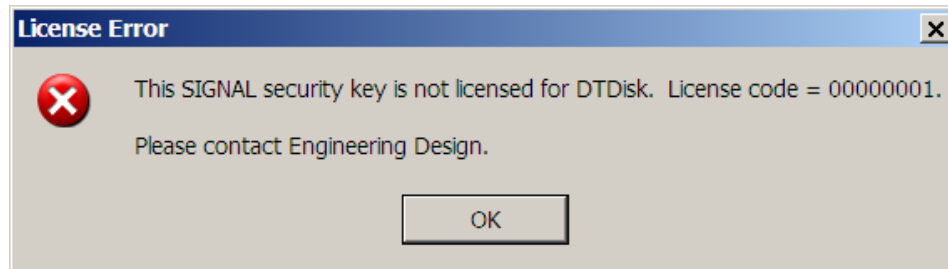 License Error
This SIGNAL security key is not licensed for DTDisk.  License code = 00000001.
Please contact Engineering Design.
OK